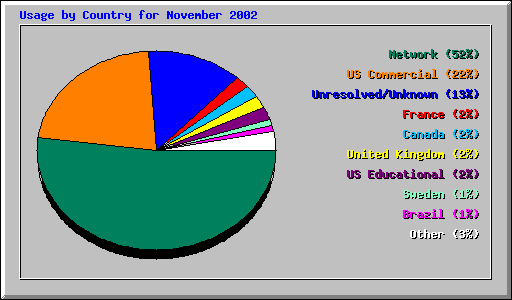 Usage by Country for November 2002
Network (52%)
US Commercial (22%)
Unresolved/Unknown (13%)
France (2%)
Canada (2%)
United Kingdom (2%)
US Educational (2%)
Sweden (1%)
Brazil (1%)
Other (3%)